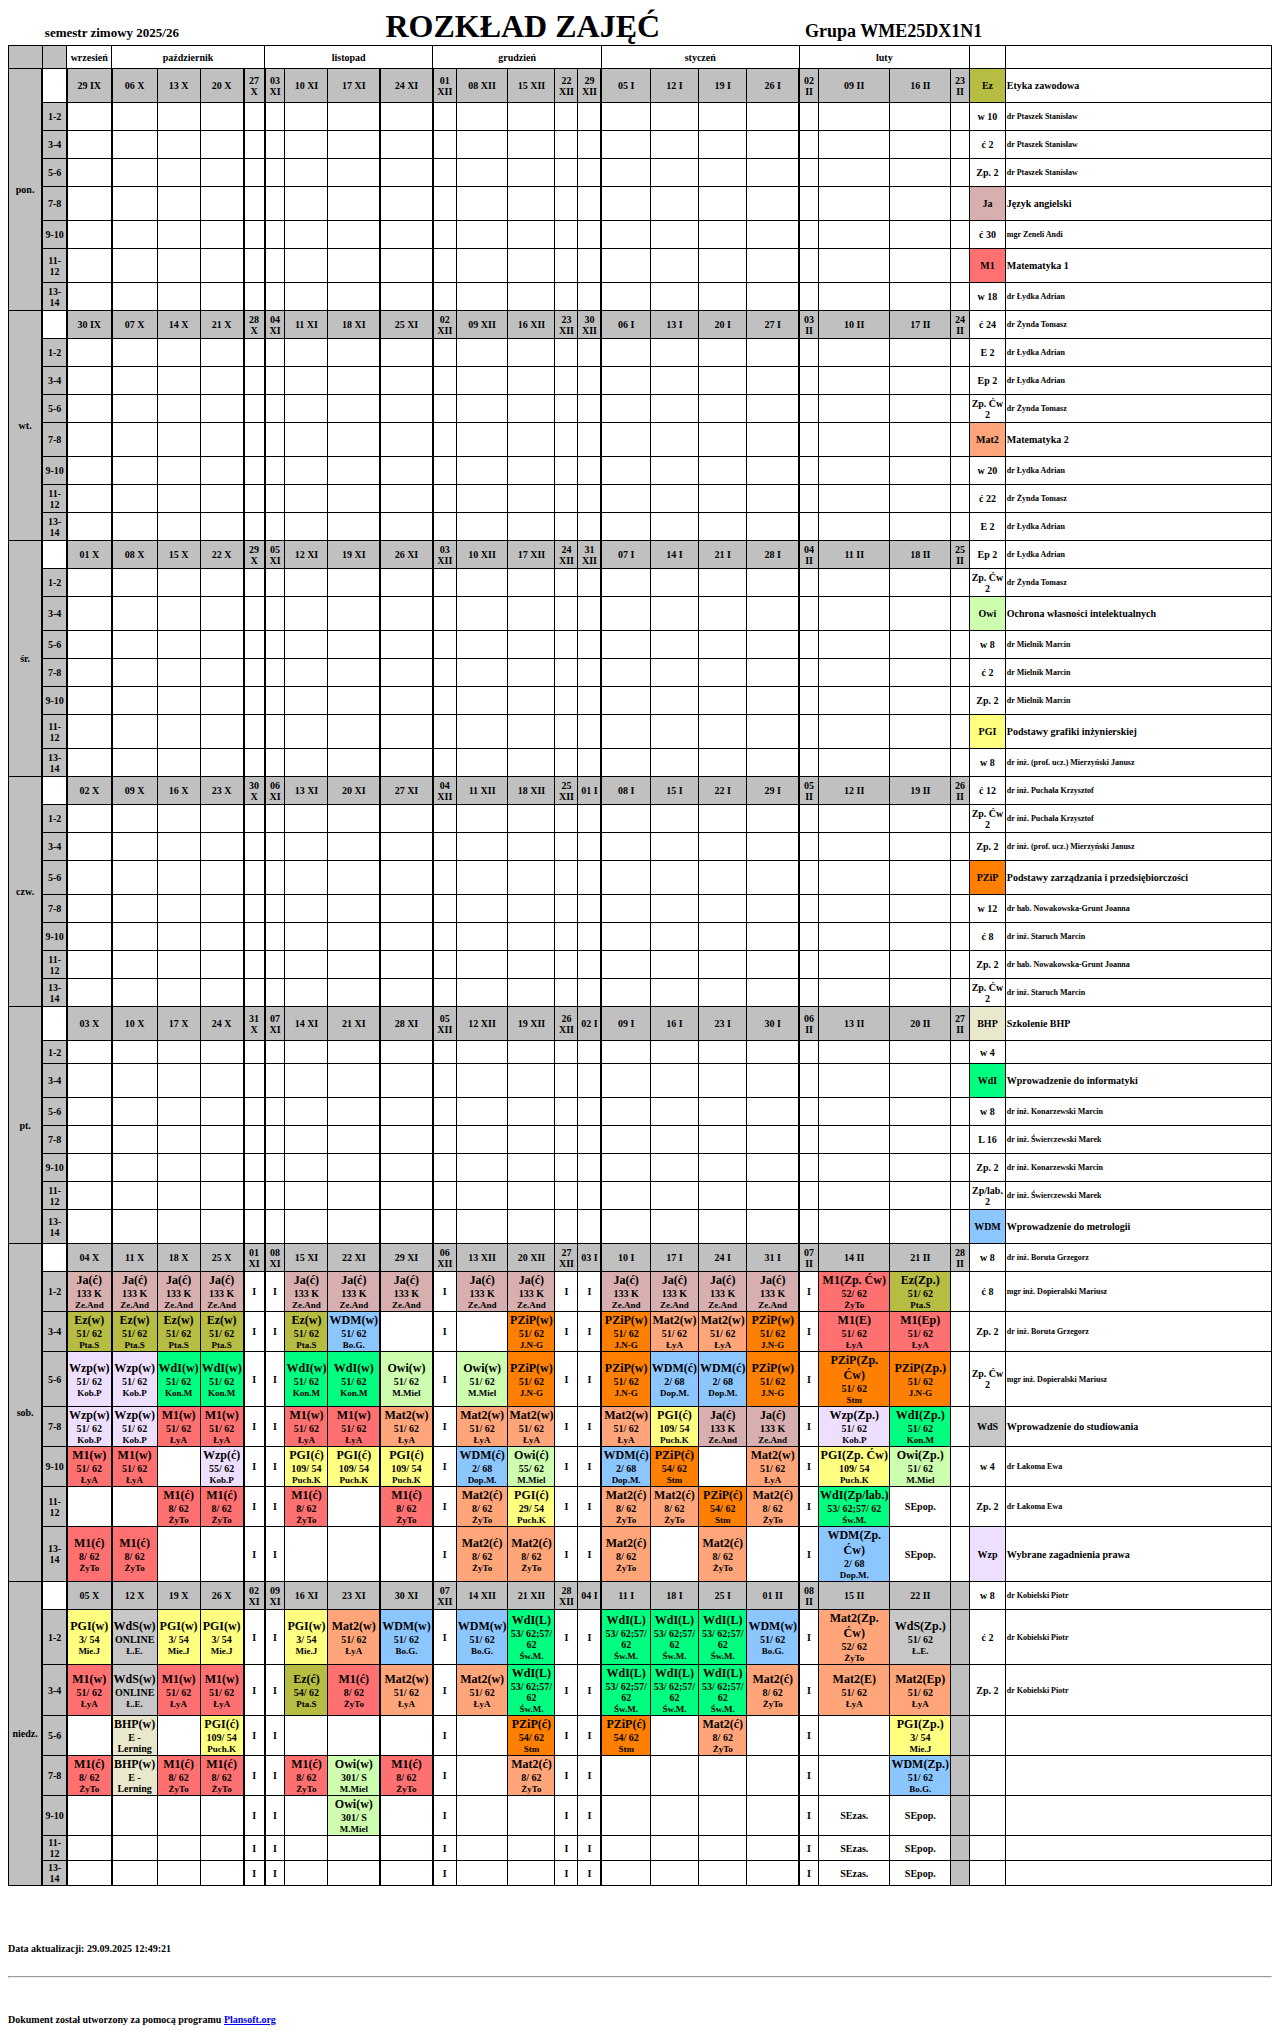 semestr zimowy 2025/26 ROZKŁAD ZAJĘĆ Grupa WME25DX1N1
wrzesień październik listopad grudzień styczeń luty
pon. 29 IX 06 X 13 X 20 X 27 X 03 XI 10 XI 17 XI 24 XI 01 XII 08 XII 15 XII 22 XII 29 XII 05 I 12 I 19 I 26 I 02 II 09 II 16 II 23 II Ez Etyka zawodowa
1-2 w 10 dr Ptaszek Stanisław
3-4 ć 2 dr Ptaszek Stanisław
5-6 Zp. 2 dr Ptaszek Stanisław
7-8 Ja Język angielski
9-10 ć 30 mgr Zeneli Andi
11-12 M1 Matematyka 1
13-14 w 18 dr Łydka Adrian
wt. 30 IX 07 X 14 X 21 X 28 X 04 XI 11 XI 18 XI 25 XI 02 XII 09 XII 16 XII 23 XII 30 XII 06 I 13 I 20 I 27 I 03 II 10 II 17 II 24 II ć 24 dr Żynda Tomasz
1-2 E 2 dr Łydka Adrian
3-4 Ep 2 dr Łydka Adrian
5-6 Zp. Ćw 2 dr Żynda Tomasz
7-8 Mat2 Matematyka 2
9-10 w 20 dr Łydka Adrian
11-12 ć 22 dr Żynda Tomasz
13-14 E 2 dr Łydka Adrian
śr. 01 X 08 X 15 X 22 X 29 X 05 XI 12 XI 19 XI 26 XI 03 XII 10 XII 17 XII 24 XII 31 XII 07 I 14 I 21 I 28 I 04 II 11 II 18 II 25 II Ep 2 dr Łydka Adrian
1-2 Zp. Ćw 2 dr Żynda Tomasz
3-4 Owi Ochrona własności intelektualnych
5-6 w 8 dr Mielnik Marcin
7-8 ć 2 dr Mielnik Marcin
9-10 Zp. 2 dr Mielnik Marcin
11-12 PGI Podstawy grafiki inżynierskiej
13-14 w 8 dr inż. (prof. ucz.) Mierzyński Janusz
czw. 02 X 09 X 16 X 23 X 30 X 06 XI 13 XI 20 XI 27 XI 04 XII 11 XII 18 XII 25 XII 01 I 08 I 15 I 22 I 29 I 05 II 12 II 19 II 26 II ć 12 dr inż. Puchała Krzysztof
1-2 Zp. Ćw 2 dr inż. Puchała Krzysztof
3-4 Zp. 2 dr inż. (prof. ucz.) Mierzyński Janusz
5-6 PZiP Podstawy zarządzania i przedsiębiorczości
7-8 w 12 dr hab. Nowakowska-Grunt Joanna
9-10 ć 8 dr inż. Staruch Marcin
11-12 Zp. 2 dr hab. Nowakowska-Grunt Joanna
13-14 Zp. Ćw 2 dr inż. Staruch Marcin
pt. 03 X 10 X 17 X 24 X 31 X 07 XI 14 XI 21 XI 28 XI 05 XII 12 XII 19 XII 26 XII 02 I 09 I 16 I 23 I 30 I 06 II 13 II 20 II 27 II BHP Szkolenie BHP
1-2 w 4
3-4 WdI Wprowadzenie do informatyki
5-6 w 8 dr inż. Konarzewski Marcin
7-8 L 16 dr inż. Świerczewski Marek
9-10 Zp. 2 dr inż. Konarzewski Marcin
11-12 Zp/lab. 2 dr inż. Świerczewski Marek
13-14 WDM Wprowadzenie do metrologii
sob. 04 X 11 X 18 X 25 X 01 XI 08 XI 15 XI 22 XI 29 XI 06 XII 13 XII 20 XII 27 XII 03 I 10 I 17 I 24 I 31 I 07 II 14 II 21 II 28 II w 8 dr inż. Boruta Grzegorz
1-2 Ja(ć) 133 K Ze.And Ja(ć) 133 K Ze.And Ja(ć) 133 K Ze.And Ja(ć) 133 K Ze.And I I Ja(ć) 133 K Ze.And Ja(ć) 133 K Ze.And Ja(ć) 133 K Ze.And I Ja(ć) 133 K Ze.And Ja(ć) 133 K Ze.And I I Ja(ć) 133 K Ze.And Ja(ć) 133 K Ze.And Ja(ć) 133 K Ze.And Ja(ć) 133 K Ze.And I M1(Zp. Ćw) 52/ 62 ŻyTo Ez(Zp.) 51/ 62 Pta.S ć 8 mgr inż. Dopieralski Mariusz
3-4 Ez(w) 51/ 62 Pta.S Ez(w) 51/ 62 Pta.S Ez(w) 51/ 62 Pta.S Ez(w) 51/ 62 Pta.S I I Ez(w) 51/ 62 Pta.S WDM(w) 51/ 62 Bo.G. I PZiP(w) 51/ 62 J.N-G I I PZiP(w) 51/ 62 J.N-G Mat2(w) 51/ 62 ŁyA Mat2(w) 51/ 62 ŁyA PZiP(w) 51/ 62 J.N-G I M1(E) 51/ 62 ŁyA M1(Ep) 51/ 62 ŁyA Zp. 2 dr inż. Boruta Grzegorz
5-6 Wzp(w) 51/ 62 Kob.P Wzp(w) 51/ 62 Kob.P WdI(w) 51/ 62 Kon.M WdI(w) 51/ 62 Kon.M I I WdI(w) 51/ 62 Kon.M WdI(w) 51/ 62 Kon.M Owi(w) 51/ 62 M.Miel I Owi(w) 51/ 62 M.Miel PZiP(w) 51/ 62 J.N-G I I PZiP(w) 51/ 62 J.N-G WDM(ć) 2/ 68 Dop.M. WDM(ć) 2/ 68 Dop.M. PZiP(w) 51/ 62 J.N-G I PZiP(Zp. Ćw) 51/ 62 Stm PZiP(Zp.) 51/ 62 J.N-G Zp. Ćw 2 mgr inż. Dopieralski Mariusz
7-8 Wzp(w) 51/ 62 Kob.P Wzp(w) 51/ 62 Kob.P M1(w) 51/ 62 ŁyA M1(w) 51/ 62 ŁyA I I M1(w) 51/ 62 ŁyA M1(w) 51/ 62 ŁyA Mat2(w) 51/ 62 ŁyA I Mat2(w) 51/ 62 ŁyA Mat2(w) 51/ 62 ŁyA I I Mat2(w) 51/ 62 ŁyA PGI(ć) 109/ 54 Puch.K Ja(ć) 133 K Ze.And Ja(ć) 133 K Ze.And I Wzp(Zp.) 51/ 62 Kob.P WdI(Zp.) 51/ 62 Kon.M WdS Wprowadzenie do studiowania
9-10 M1(w) 51/ 62 ŁyA M1(w) 51/ 62 ŁyA Wzp(ć) 55/ 62 Kob.P I I PGI(ć) 109/ 54 Puch.K PGI(ć) 109/ 54 Puch.K PGI(ć) 109/ 54 Puch.K I WDM(ć) 2/ 68 Dop.M. Owi(ć) 55/ 62 M.Miel I I WDM(ć) 2/ 68 Dop.M. PZiP(ć) 54/ 62 Stm Mat2(w) 51/ 62 ŁyA I PGI(Zp. Ćw) 109/ 54 Puch.K Owi(Zp.) 51/ 62 M.Miel w 4 dr Łakoma Ewa
11-12 M1(ć) 8/ 62 ŻyTo M1(ć) 8/ 62 ŻyTo I I M1(ć) 8/ 62 ŻyTo M1(ć) 8/ 62 ŻyTo I Mat2(ć) 8/ 62 ŻyTo PGI(ć) 29/ 54 Puch.K I I Mat2(ć) 8/ 62 ŻyTo Mat2(ć) 8/ 62 ŻyTo PZiP(ć) 54/ 62 Stm Mat2(ć) 8/ 62 ŻyTo I WdI(Zp/lab.) 53/ 62;57/ 62 Św.M. SEpop. Zp. 2 dr Łakoma Ewa
13-14 M1(ć) 8/ 62 ŻyTo M1(ć) 8/ 62 ŻyTo I I I Mat2(ć) 8/ 62 ŻyTo Mat2(ć) 8/ 62 ŻyTo I I Mat2(ć) 8/ 62 ŻyTo Mat2(ć) 8/ 62 ŻyTo I WDM(Zp. Ćw) 2/ 68 Dop.M. SEpop. Wzp Wybrane zagadnienia prawa
niedz. 05 X 12 X 19 X 26 X 02 XI 09 XI 16 XI 23 XI 30 XI 07 XII 14 XII 21 XII 28 XII 04 I 11 I 18 I 25 I 01 II 08 II 15 II 22 II w 8 dr Kobielski Piotr
1-2 PGI(w) 3/ 54 Mie.J WdS(w) ONLINE Ł.E. PGI(w) 3/ 54 Mie.J PGI(w) 3/ 54 Mie.J I I PGI(w) 3/ 54 Mie.J Mat2(w) 51/ 62 ŁyA WDM(w) 51/ 62 Bo.G. I WDM(w) 51/ 62 Bo.G. WdI(L) 53/ 62;57/ 62 Św.M. I I WdI(L) 53/ 62;57/ 62 Św.M. WdI(L) 53/ 62;57/ 62 Św.M. WdI(L) 53/ 62;57/ 62 Św.M. WDM(w) 51/ 62 Bo.G. I Mat2(Zp. Ćw) 52/ 62 ŻyTo WdS(Zp.) 51/ 62 Ł.E. ć 2 dr Kobielski Piotr
3-4 M1(w) 51/ 62 ŁyA WdS(w) ONLINE Ł.E. M1(w) 51/ 62 ŁyA M1(w) 51/ 62 ŁyA I I Ez(ć) 54/ 62 Pta.S M1(ć) 8/ 62 ŻyTo Mat2(w) 51/ 62 ŁyA I Mat2(w) 51/ 62 ŁyA WdI(L) 53/ 62;57/ 62 Św.M. I I WdI(L) 53/ 62;57/ 62 Św.M. WdI(L) 53/ 62;57/ 62 Św.M. WdI(L) 53/ 62;57/ 62 Św.M. Mat2(ć) 8/ 62 ŻyTo I Mat2(E) 51/ 62 ŁyA Mat2(Ep) 51/ 62 ŁyA Zp. 2 dr Kobielski Piotr
5-6 BHP(w) E - Lerning PGI(ć) 109/ 54 Puch.K I I I PZiP(ć) 54/ 62 Stm I I PZiP(ć) 54/ 62 Stm Mat2(ć) 8/ 62 ŻyTo I PGI(Zp.) 3/ 54 Mie.J
7-8 M1(ć) 8/ 62 ŻyTo BHP(w) E - Lerning M1(ć) 8/ 62 ŻyTo M1(ć) 8/ 62 ŻyTo I I M1(ć) 8/ 62 ŻyTo Owi(w) 301/ S M.Miel M1(ć) 8/ 62 ŻyTo I Mat2(ć) 8/ 62 ŻyTo I I I WDM(Zp.) 51/ 62 Bo.G.
9-10 I I Owi(w) 301/ S M.Miel I I I I SEzas. SEpop.
11-12 I I I I I I SEzas. SEpop.
13-14 I I I I I I SEzas. SEpop.
Data aktualizacji: 29.09.2025 12:49:21
Dokument został utworzony za pomocą programu Plansoft.org